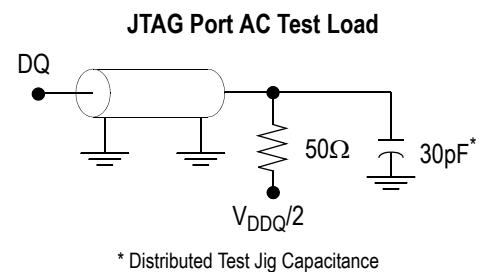 JTAG Port AC Test Load
DQ
50Ω
30pF*
VDDQ/2
* Distributed Test Jig Capacitance